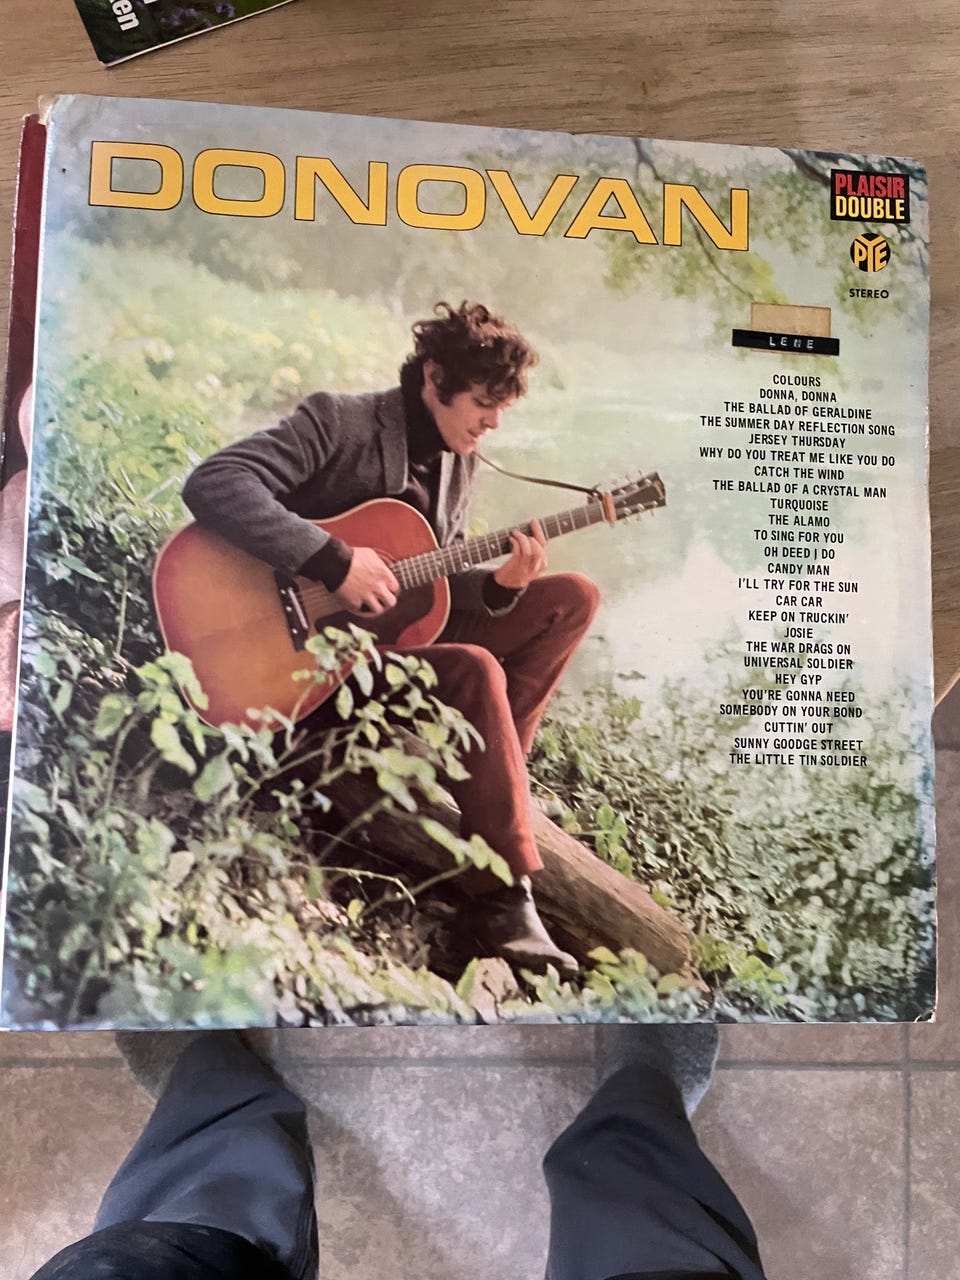 en
DONOVAN
PLAISIR
DOUBLE
PYE
STEREO
LENE
COLOURS
DONNA, DONNA
THE BALLAD OF GERALDINE
THE SUMMER DAY REFLECTION SONG
JERSEY THURSDAY
WHY DO YOU TREAT ME LIKE YOU DO
CATCH THE WIND
THE BALLAD OF A CRYSTAL MAN
TURQUOISE
THE ALAMO
TO SING FOR YOU
OH DEED I DO
CANDY MAN
I'LL TRY FOR THE SUN
CAR CAR
KEEP ON TRUCKIN'
JOSIE
THE WAR DRAGS ON
UNIVERSAL SOLDIER
HEY GYP
YOU'RE GONNA NEED
SOMEBODY ON YOUR BOND
CUTTIN' OUT
SUNNY GOODGE STREET
THE LITTLE TIN SOLDIER